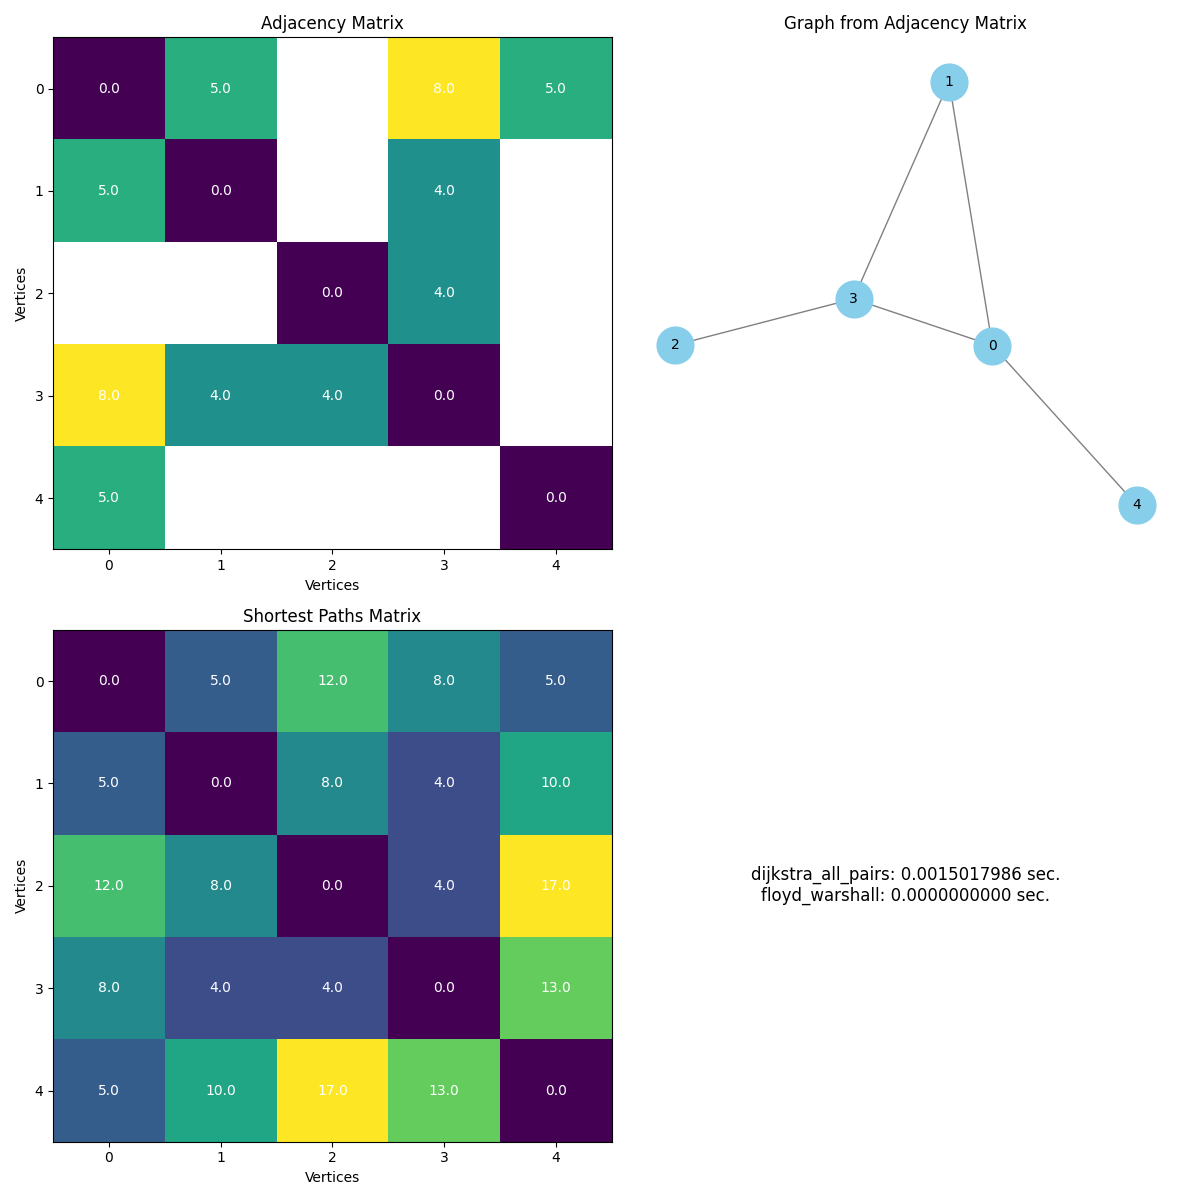 Adjacency Matrix
0 0.0 5.0 8.0 5.0
1 5.0 0.0 4.0
2 0.0 4.0
3 8.0 4.0 4.0 0.0
4 5.0 0.0
0 1 2 3 4
Vertices
Vertices
Graph from Adjacency Matrix
1
3
2
0
4
Shortest Paths Matrix
0 0.0 5.0 12.0 8.0 5.0
1 5.0 0.0 8.0 4.0 10.0
2 12.0 8.0 0.0 4.0 17.0
3 8.0 4.0 4.0 0.0 13.0
4 5.0 10.0 17.0 13.0 0.0
0 1 2 3 4
Vertices
Vertices
dijkstra_all_pairs: 0.0015017986 sec.
floyd_warshall: 0.0000000000 sec.